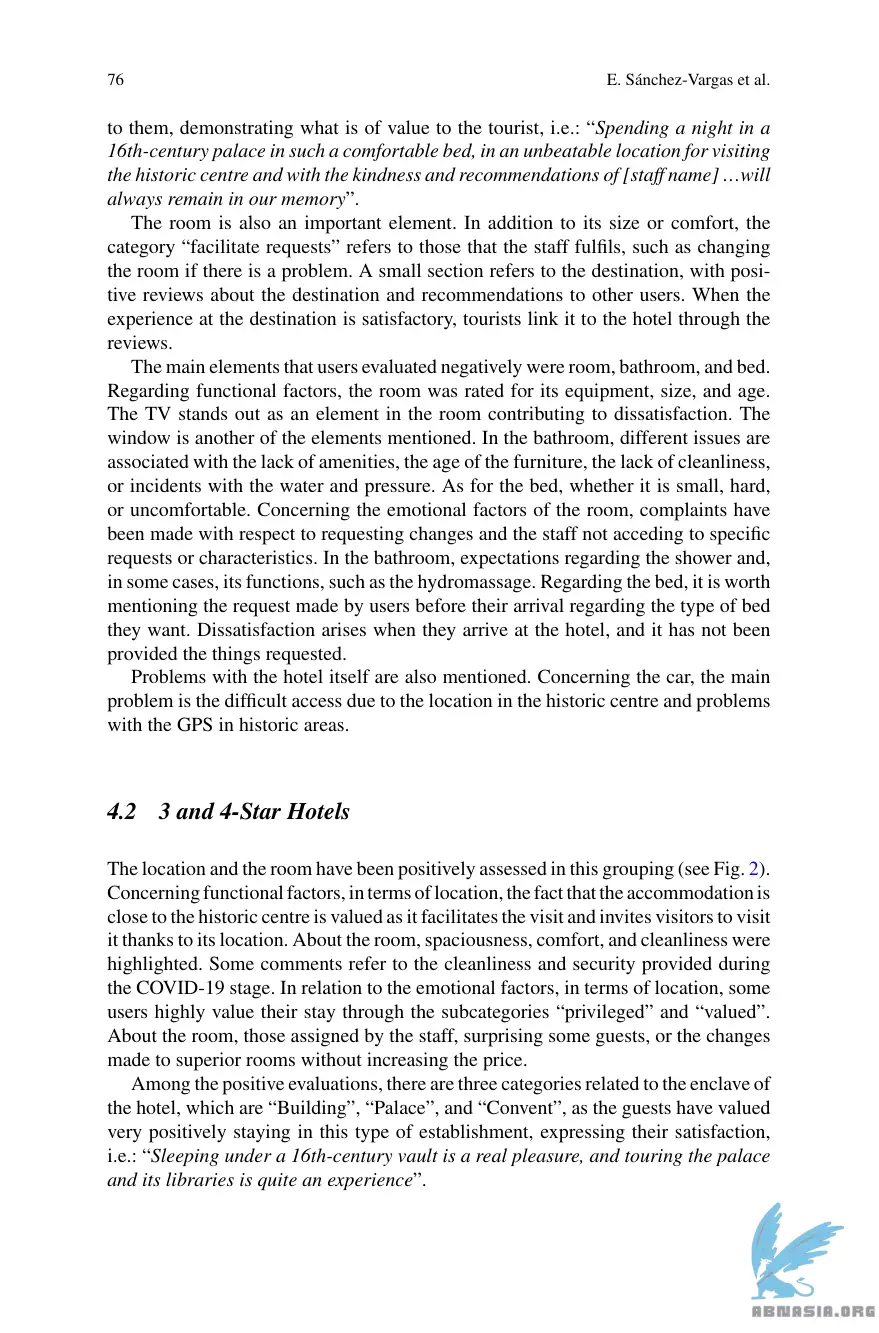 76
E. Sánchez-Vargas et al.
to them, demonstrating what is of value to the tourist, i.e.: “Spending a night in a
16th-century palace in such a comfortable bed, in an unbeatable location for visiting
the historic centre and with the kindness and recommendations of [staff name] …will
always remain in our memory”.
The room is also an important element. In addition to its size or comfort, the
category “facilitate requests” refers to those that the staff fulfils, such as changing
the room if there is a problem. A small section refers to the destination, with posi-
tive reviews about the destination and recommendations to other users. When the
experience at the destination is satisfactory, tourists link it to the hotel through the
reviews.
The main elements that users evaluated negatively were room, bathroom, and bed.
Regarding functional factors, the room was rated for its equipment, size, and age.
The TV stands out as an element in the room contributing to dissatisfaction. The
window is another of the elements mentioned. In the bathroom, different issues are
associated with the lack of amenities, the age of the furniture, the lack of cleanliness,
or incidents with the water and pressure. As for the bed, whether it is small, hard,
or uncomfortable. Concerning the emotional factors of the room, complaints have
been made with respect to requesting changes and the staff not acceding to specific
requests or characteristics. In the bathroom, expectations regarding the shower and,
in some cases, its functions, such as the hydromassage. Regarding the bed, it is worth
mentioning the request made by users before their arrival regarding the type of bed
they want. Dissatisfaction arises when they arrive at the hotel, and it has not been
provided the things requested.
Problems with the hotel itself are also mentioned. Concerning the car, the main
problem is the difficult access due to the location in the historic centre and problems
with the GPS in historic areas.
4.2 3 and 4-Star Hotels
The location and the room have been positively assessed in this grouping (see Fig. 2).
Concerning functional factors, in terms of location, the fact that the accommodation is
close to the historic centre is valued as it facilitates the visit and invites visitors to visit
it thanks to its location. About the room, spaciousness, comfort, and cleanliness were
highlighted. Some comments refer to the cleanliness and security provided during
the COVID-19 stage. In relation to the emotional factors, in terms of location, some
users highly value their stay through the subcategories “privileged” and “valued”.
About the room, those assigned by the staff, surprising some guests, or the changes
made to superior rooms without increasing the price.
Among the positive evaluations, there are three categories related to the enclave of
the hotel, which are “Building”, “Palace”, and “Convent”, as the guests have valued
very positively staying in this type of establishment, expressing their satisfaction,
i.e.: “Sleeping under a 16th-century vault is a real pleasure, and touring the palace
and its libraries is quite an experience”.
ABNASIA.ORG